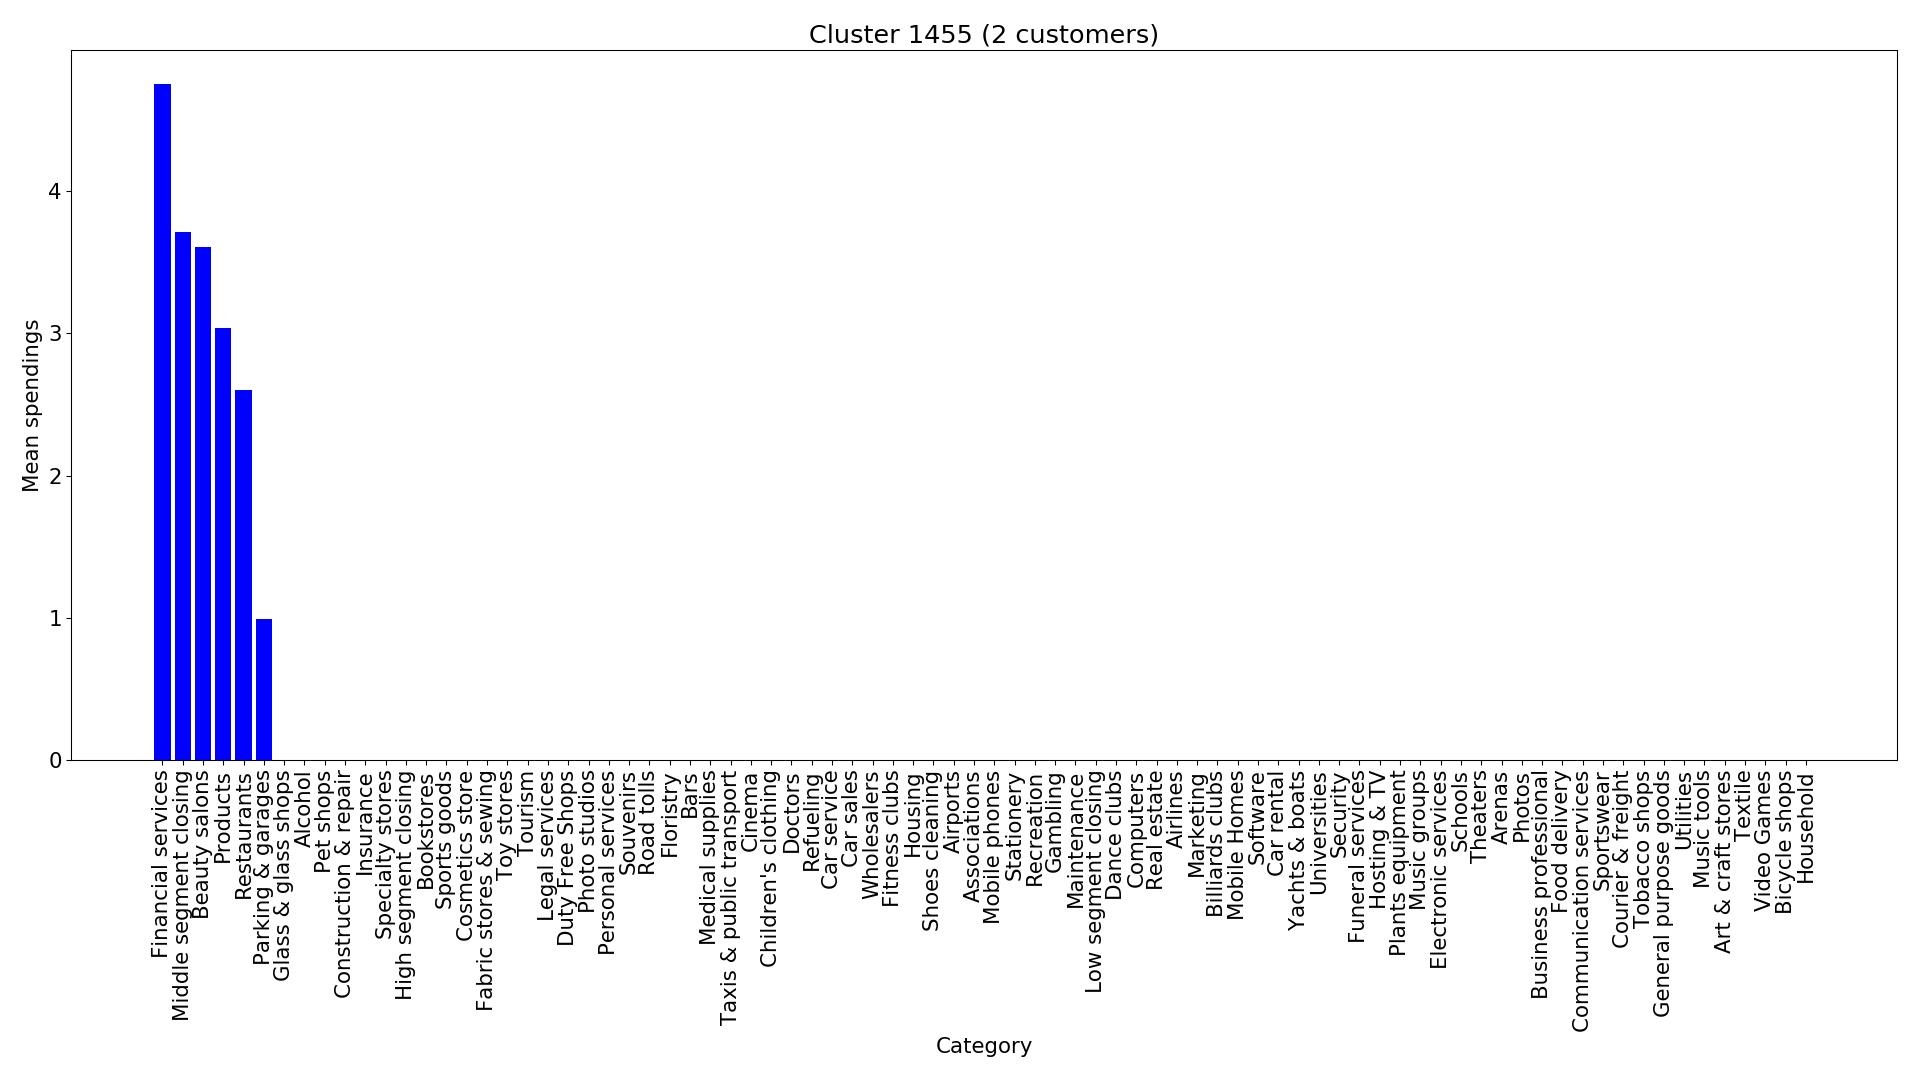 Cluster 1455 (2 customers)
Mean spendings
4
3
2
1
0
Financial services
Middle segment closing
Beauty salons
Products
Restaurants
Parking & garages
Glass & glass shops
Alcohol
Pet shops
Construction & repair
Insurance
Specialty stores
High segment closing
Bookstores
Sports goods
Cosmetics store
Fabric stores & sewing
Toy stores
Tourism
Legal services
Duty Free Shops
Photo studios
Personal services
Souvenirs
Road tolls
Floristry
Bars
Medical supplies
Taxis & public transport
Cinema
Children's clothing
Doctors
Refueling
Car service
Car sales
Wholesalers
Fitness clubs
Housing
Shoes cleaning
Airports
Associations
Mobile phones
Stationery
Recreation
Gambling
Maintenance
Low segment closing
Dance clubs
Computers
Real estate
Airlines
Marketing
Billiards clubs
Mobile Homes
Software
Car rental
Yachts & boats
Universities
Security
Funeral services
Hosting & TV
Plants equipment
Music groups
Electronic services
Schools
Theaters
Arenas
Photos
Business professional
Food delivery
Communication services
Sportswear
Courier & freight
Tobacco shops
General purpose goods
Utilities
Music tools
Art & craft stores
Textile
Video Games
Bicycle shops
Household
Category